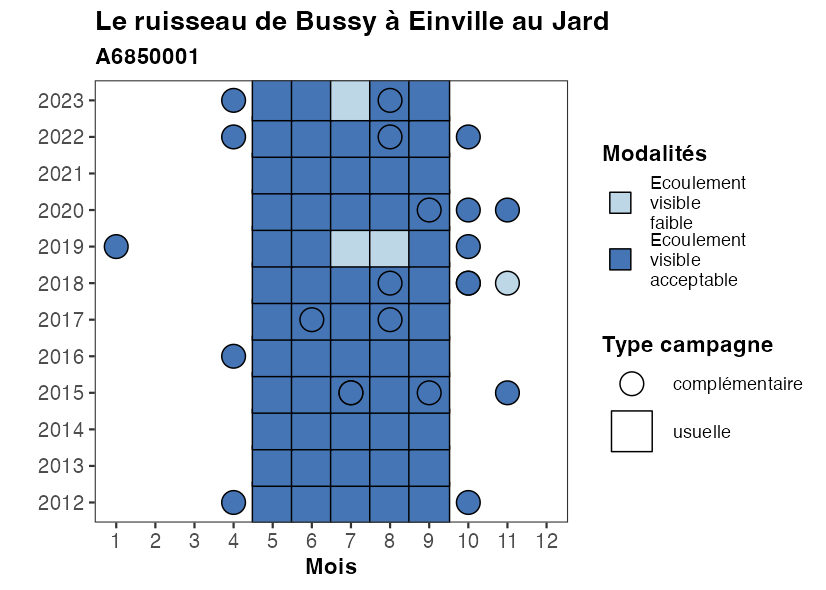 Le ruisseau de Bussy à Einville au Jard
A6850001
2023
2022
2021
2020
2019
2018
2017
2016
2015
2014
2013
2012
1 2 3 4 5 6 7 8 9 10 11 12
Mois
Modalités
Ecoulement
visible
faible
Ecoulement
visible
acceptable
Type campagne
complémentaire
usuelle